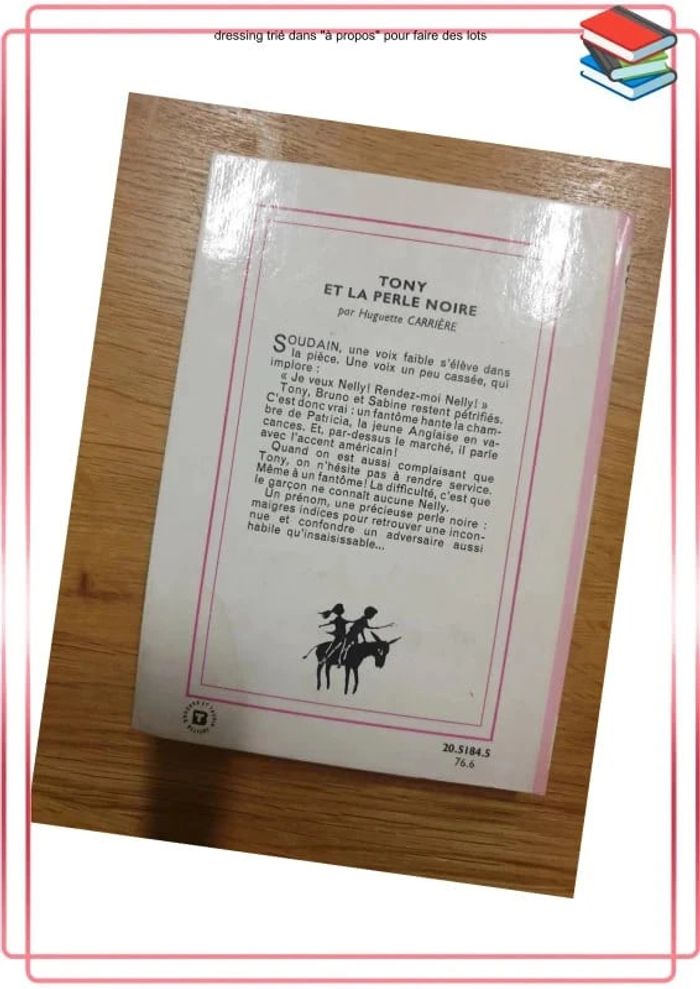 dressing trié dans "à propos" pour faire des lots
TONY
ET LA PERLE NOIRE
par Huguette CARRIÈRE
SOUDAIN, une voix faible s'élève dans
la pièce. Une voix un peu cassée, qui
implore :
« Je veux Nelly! Rendez-moi Nelly! »
Tony, Bruno et Sabine restent pétrifiés.
C'est donc vrai : un fantôme hante la cham-
bre de Patricia, la jeune Anglaise en va-
cances. Et, par-dessus le marché, il parle
avec l'accent américain!
Quand on est aussi complaisant que
Tony, on n'hésite pas à rendre service.
Même à un fantôme! La difficulté, c'est que
le garçon ne connaît aucune Nelly.
Un prénom, une précieuse perle noire :
maigres indices pour retrouver une incon-
nue et confondre un adversaire aussi
habile qu'insaisissable...
T
20.5184.5
76.6